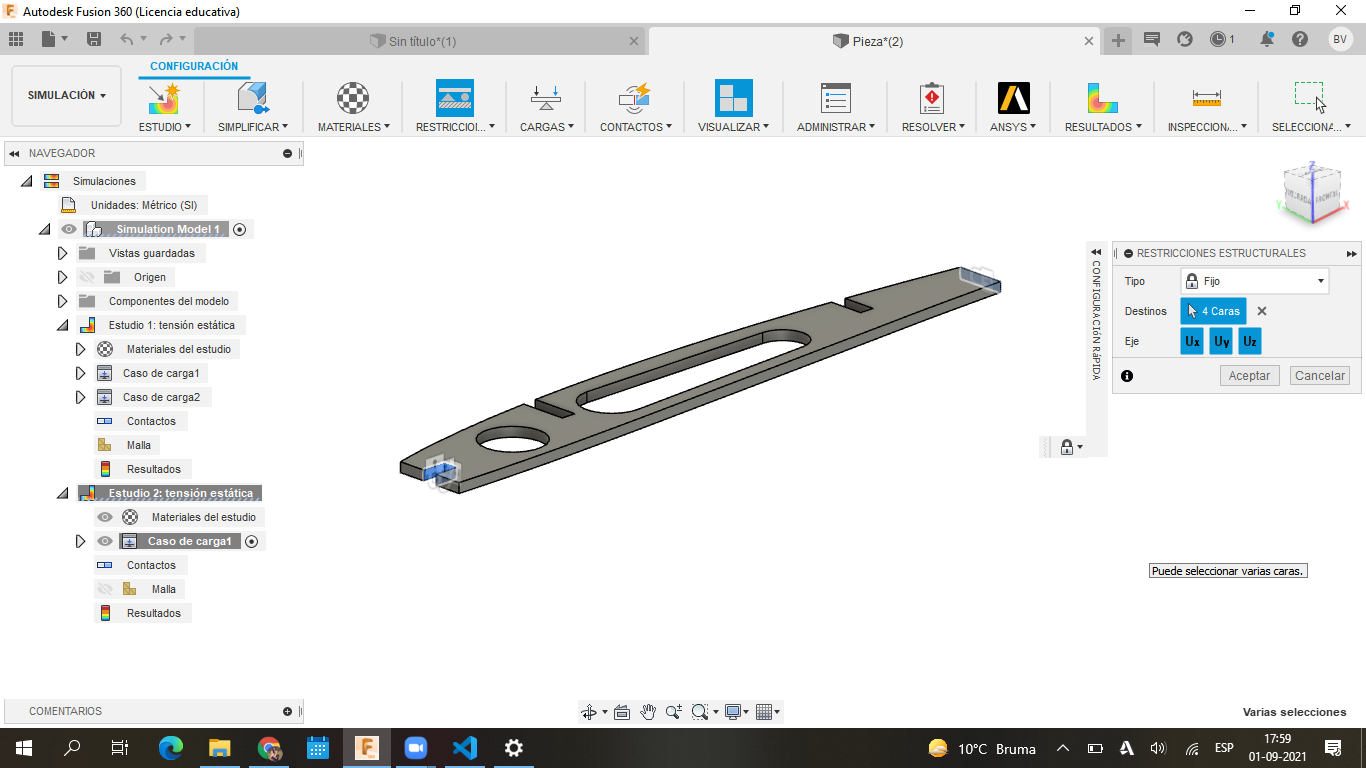 Autodesk Fusion 360 (Licencia educativa)
Sin título*(1)
Pieza*(2)
1
BV
CONFIGURACIÓN
SIMULACIÓN
ESTUDIO
SIMPLIFICAR
MATERIALES
RESTRICCIOI...
CARGAS
CONTACTOS
VISUALIZAR
ADMINISTRAR
RESOLVER
ANSYS
RESULTADOS
INSPECCION...
SELECCIONA...
NAVEGADOR
Simulaciones
Unidades: Métrico (SI)
Simulation Model 1
Vistas guardadas
Origen
Componentes del modelo
Estudio 1: tensión estática
Materiales del estudio
Caso de carga1
Caso de carga2
Contactos
Malla
Resultados
Estudio 2: tensión estática
Materiales del estudio
Caso de carga1
Contactos
Malla
Resultados
Z
Y
X
FRONTAL
CONFIGURACIÓN RÁPIDA
RESTRICCIONES ESTRUCTURALES
Tipo
Fijo
Destinos
4 Caras
Eje
Ux
Uy
Uz
Aceptar
Cancelar
Puede seleccionar varias caras.
COMENTARIOS
Varias selecciones
10°C Bruma
ESP
17:59
01-09-2021